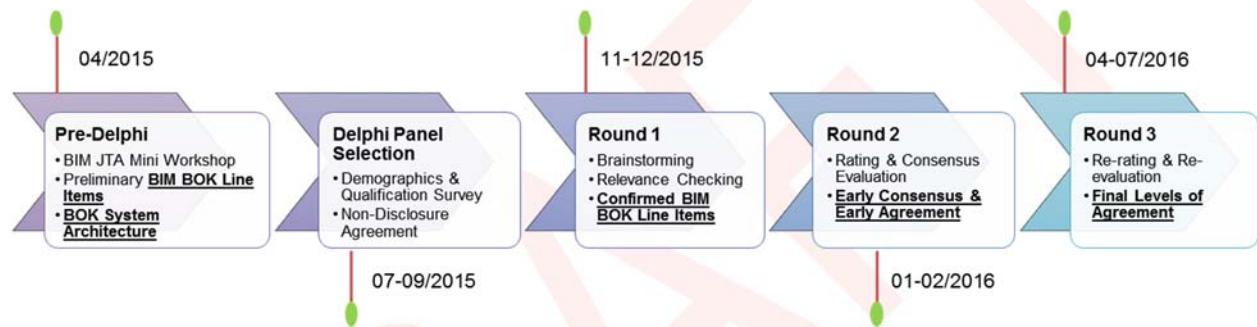 04/2015
11-12/2015
04-07/2016
Pre-Delphi
• BIM JTA Mini Workshop
• Preliminary BIM BOK Line
Items
• BOK System
Architecture
Delphi Panel
Selection
• Demographics &
Qualification Survey
• Non-Disclosure
Agreement
Round 1
• Brainstorming
• Relevance Checking
• Confirmed BIM
BOK Line Items
Round 2
• Rating & Consensus
Evaluation
• Early Consensus &
Early Agreement
Round 3
• Re-rating & Re-
evaluation
• Final Levels of
Agreement
07-09/2015
01-02/2016